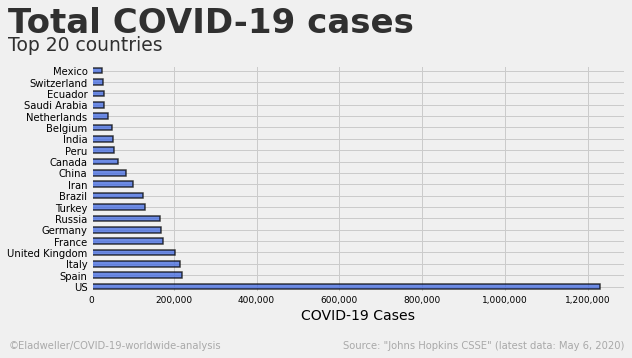 Total COVID-19 cases
Top 20 countries
Mexico
Switzerland
Ecuador
Saudi Arabia
Netherlands
Belgium
India
Peru
Canada
China
Iran
Brazil
Turkey
Russia
Germany
France
United Kingdom
Italy
Spain
US
0 200,000 400,000 600,000 800,000 1,000,000 1,200,000
COVID-19 Cases
©Eladweller/COVID-19-worldwide-analysis Source: "Johns Hopkins CSSE" (latest data: May 6, 2020)